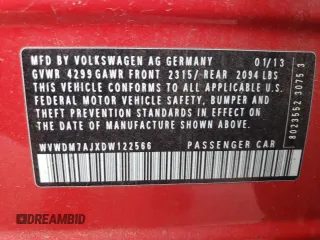 MFD BY VOLKSWAGEN AG GERMANY 01/13
GVWR 4299 GAWR FRONT 2315/ REAR 2094 LBS
THIS VEHICLE CONFORMS TO ALL APPLICABLE U.S.
FEDERAL MOTOR VEHICLE SAFETY, BUMPER AND
THEFT PREVENTION STANDARDS IN EFFECT ON THE
DATE OF MANUFACTURE SHOWN ABOVE
WVWDM7AJXDW122566 PASSENGER CAR
8023552 3075 3
DREAMBID